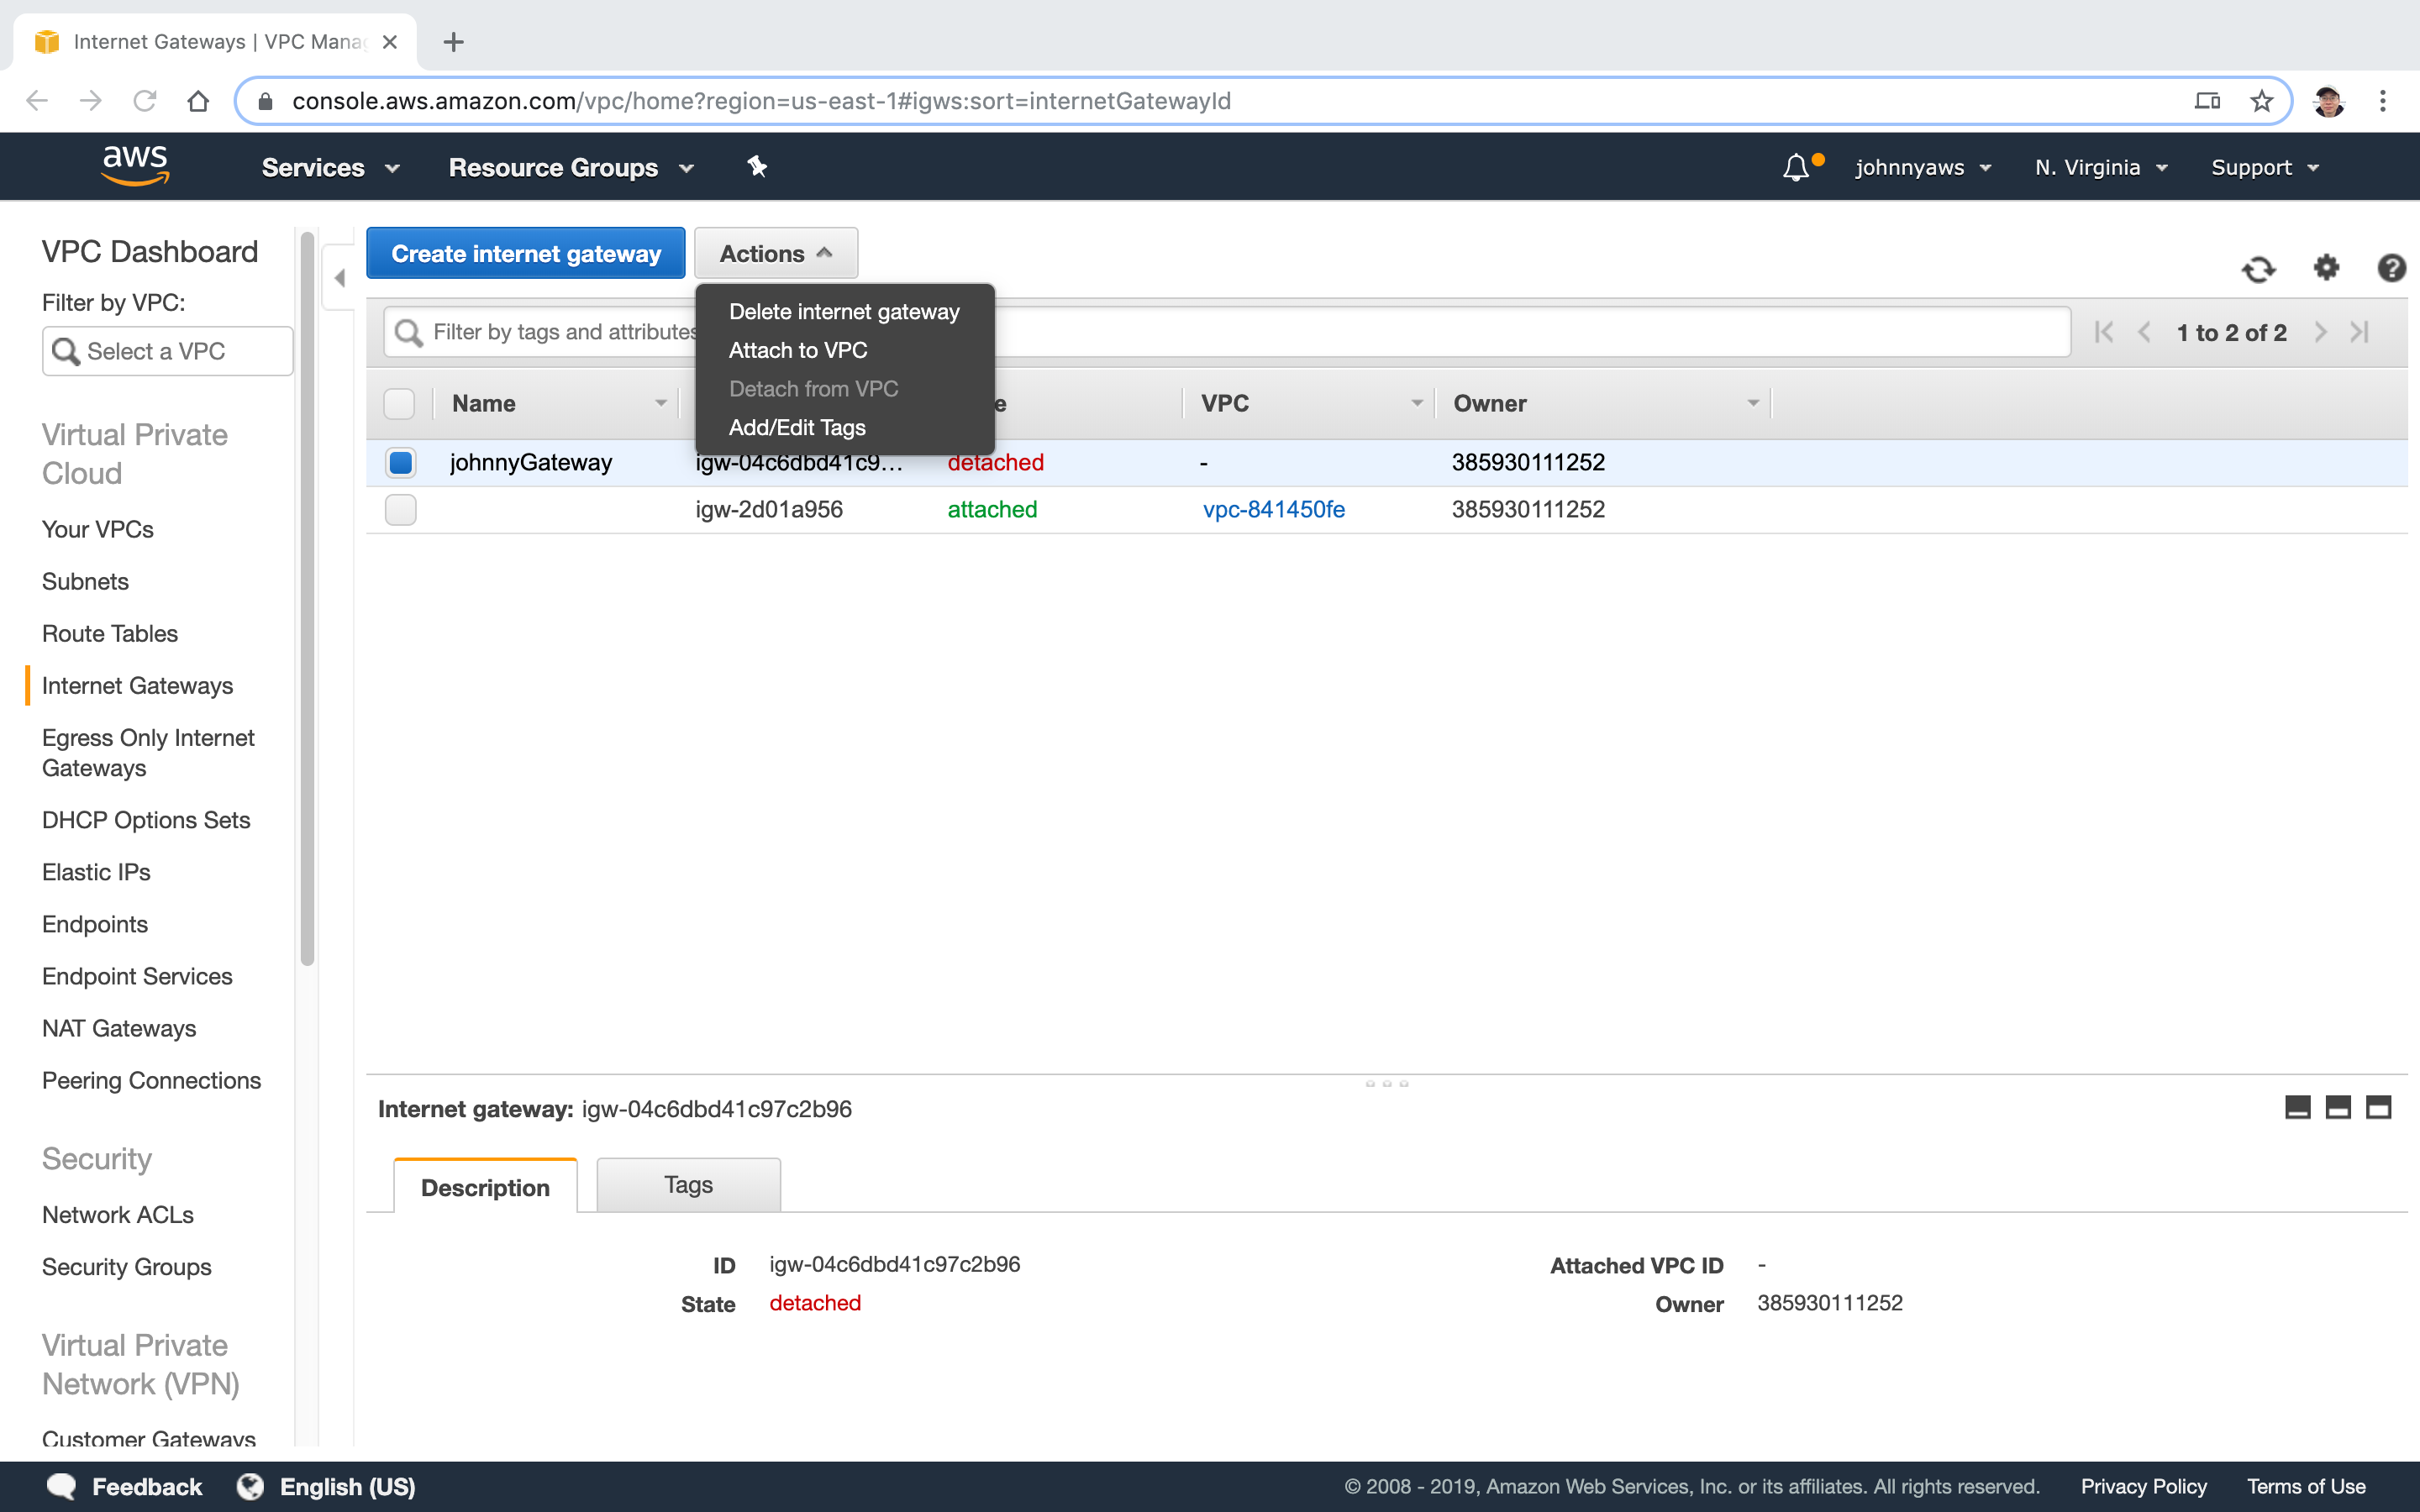 Internet Gateways | VPC Mana
console.aws.amazon.com/vpc/home?region=us-east-1#igws:sort=internetGatewayId
aws
Services
Resource Groups
johnnyaws
N. Virginia
Support
VPC Dashboard
Filter by VPC:
Select a VPC
Virtual Private
Cloud
Your VPCs
Subnets
Route Tables
Internet Gateways
Egress Only Internet
Gateways
DHCP Options Sets
Elastic IPs
Endpoints
Endpoint Services
NAT Gateways
Peering Connections
Security
Network ACLs
Security Groups
Virtual Private
Network (VPN)
Customer Gateways
Create internet gateway
Actions
Delete internet gateway
Attach to VPC
Detach from VPC
Add/Edit Tags
Filter by tags and attributes
1 to 2 of 2
Name e VPC Owner
johnnyGateway igw-04c6dbd41c9... detached - 385930111252
igw-2d01a956 attached vpc-841450fe 385930111252
Internet gateway: igw-04c6dbd41c97c2b96
Description
Tags
ID igw-04c6dbd41c97c2b96
State detached
Attached VPC ID -
Owner 385930111252
Feedback
English (US)
© 2008 - 2019, Amazon Web Services, Inc. or its affiliates. All rights reserved.
Privacy Policy
Terms of Use